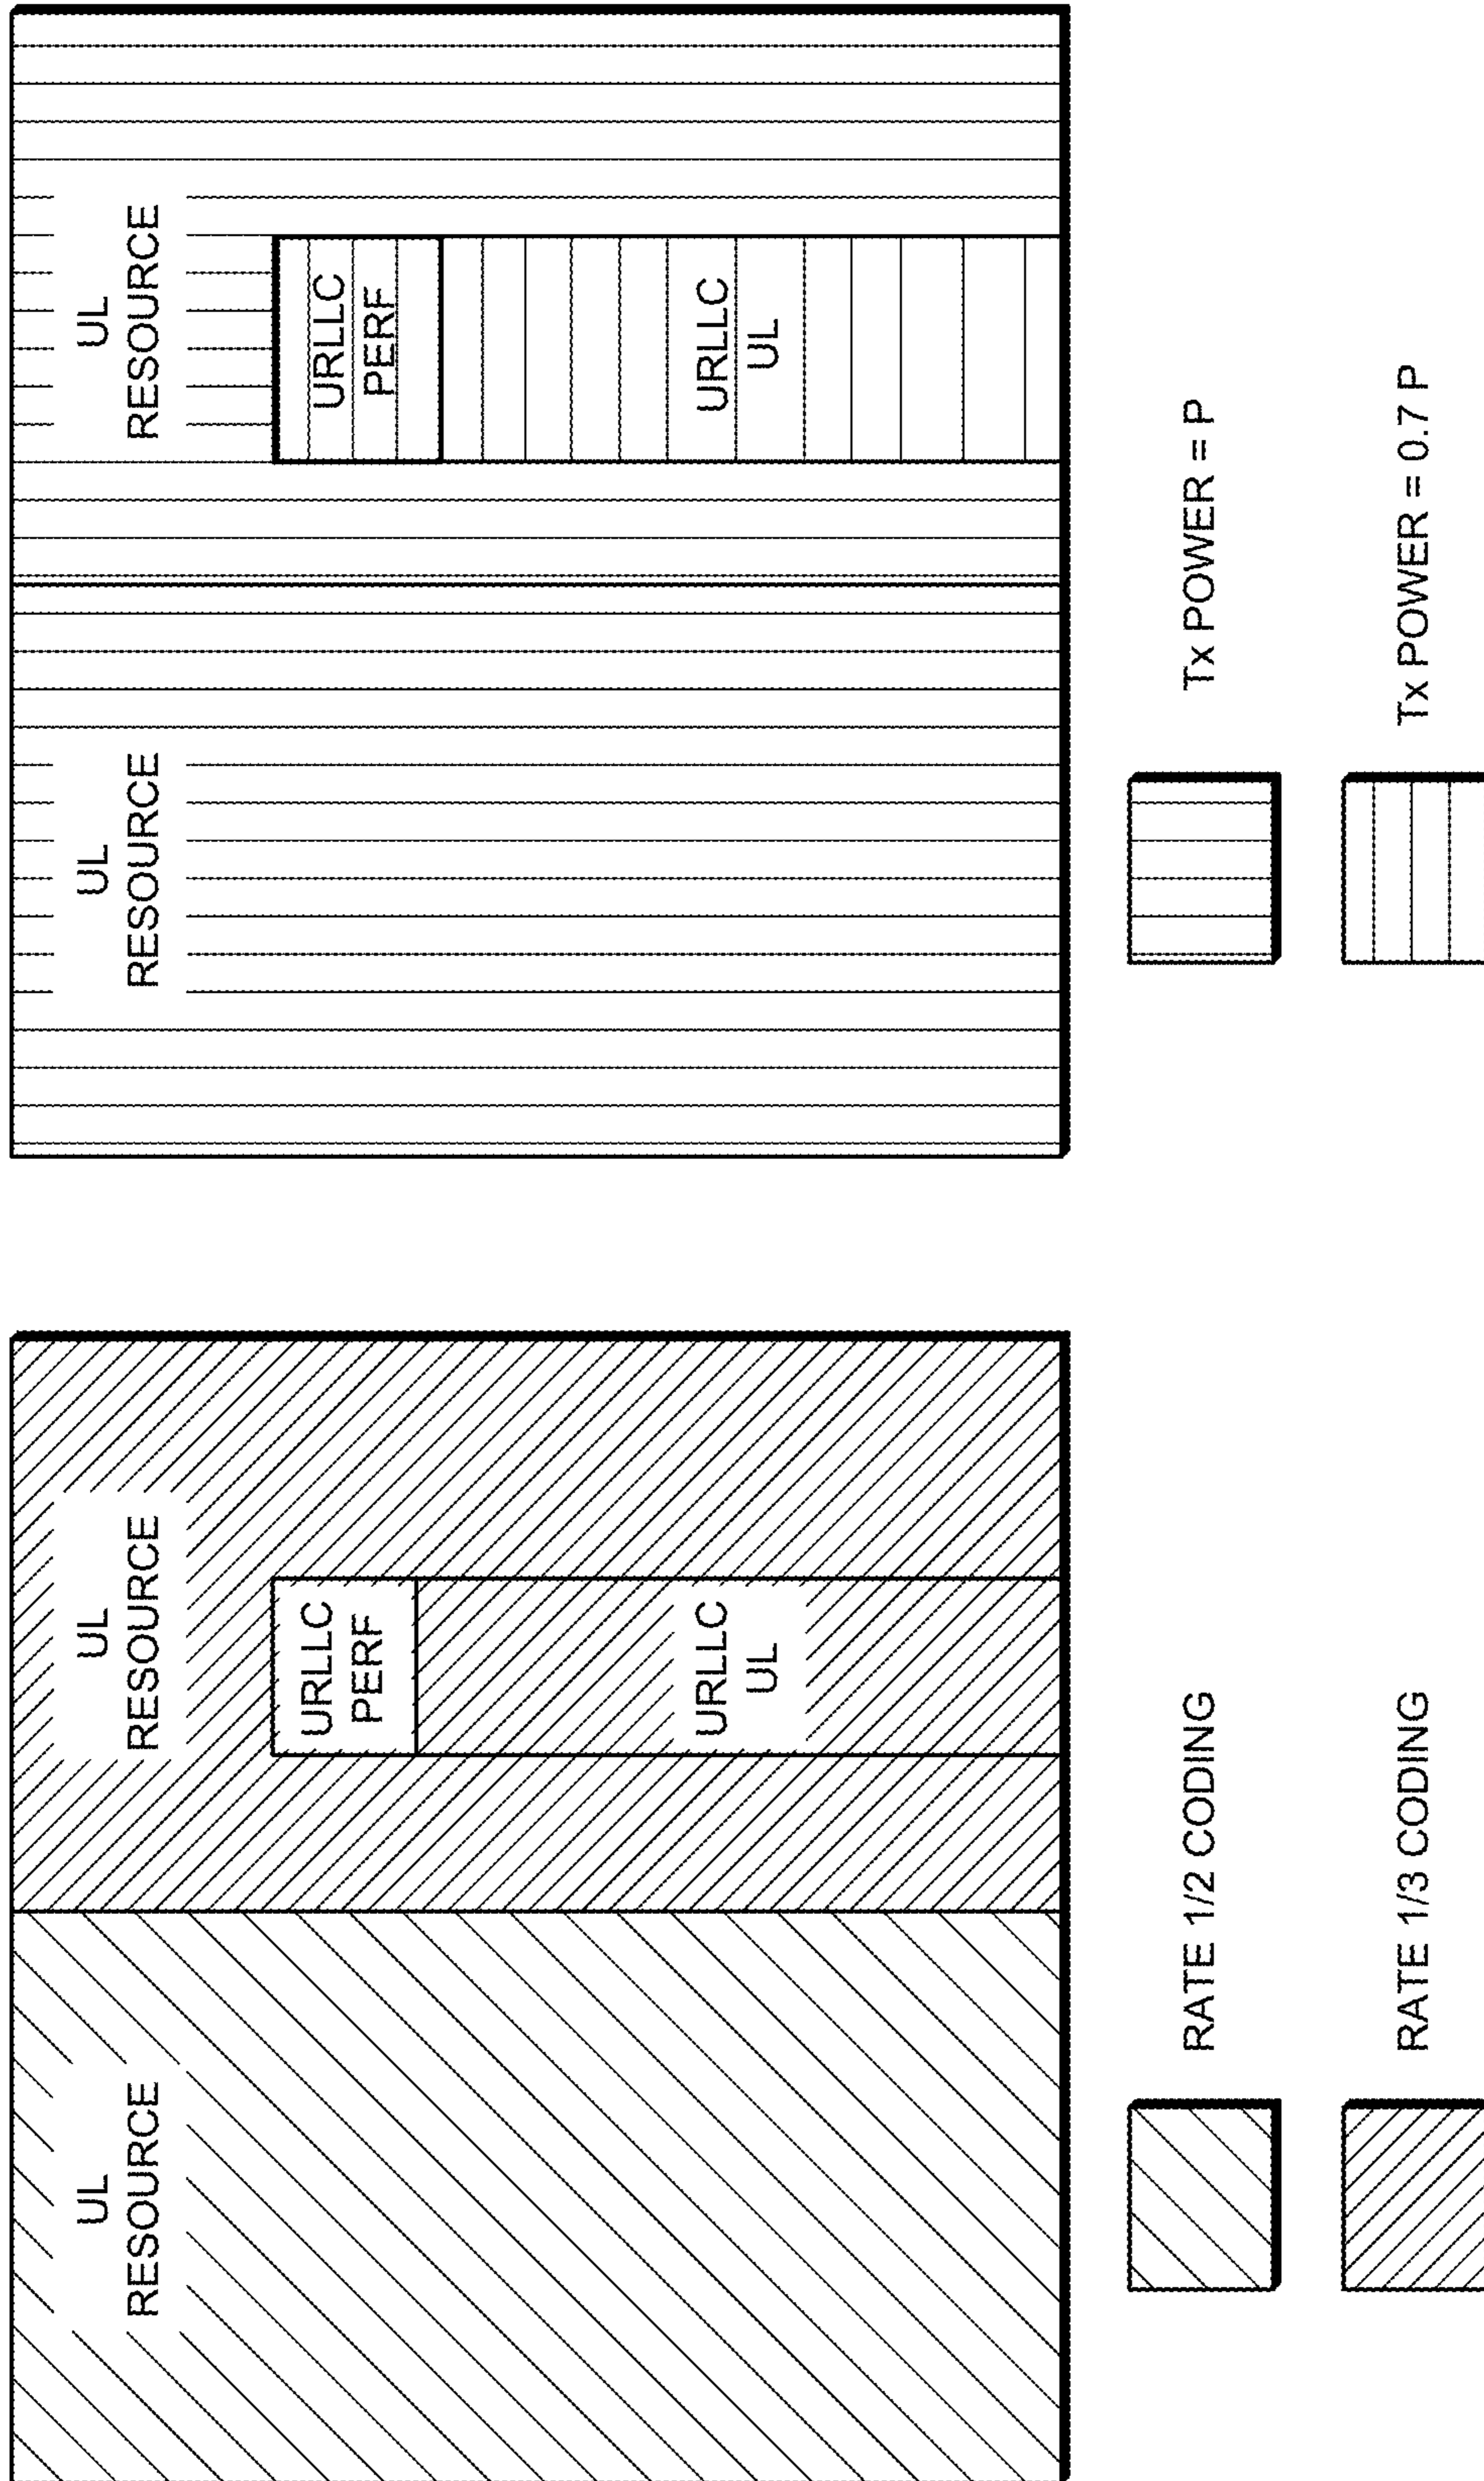 UL
RESOURCE
UL
RESOURCE
URLLC
PERF
URLLC
UL
RATE 1/2 CODING
RATE 1/3 CODING
UL
RESOURCE
UL
RESOURCE
URLLC
PERF
URLLC
UL
Tx POWER = P
Tx POWER = 0.7 P